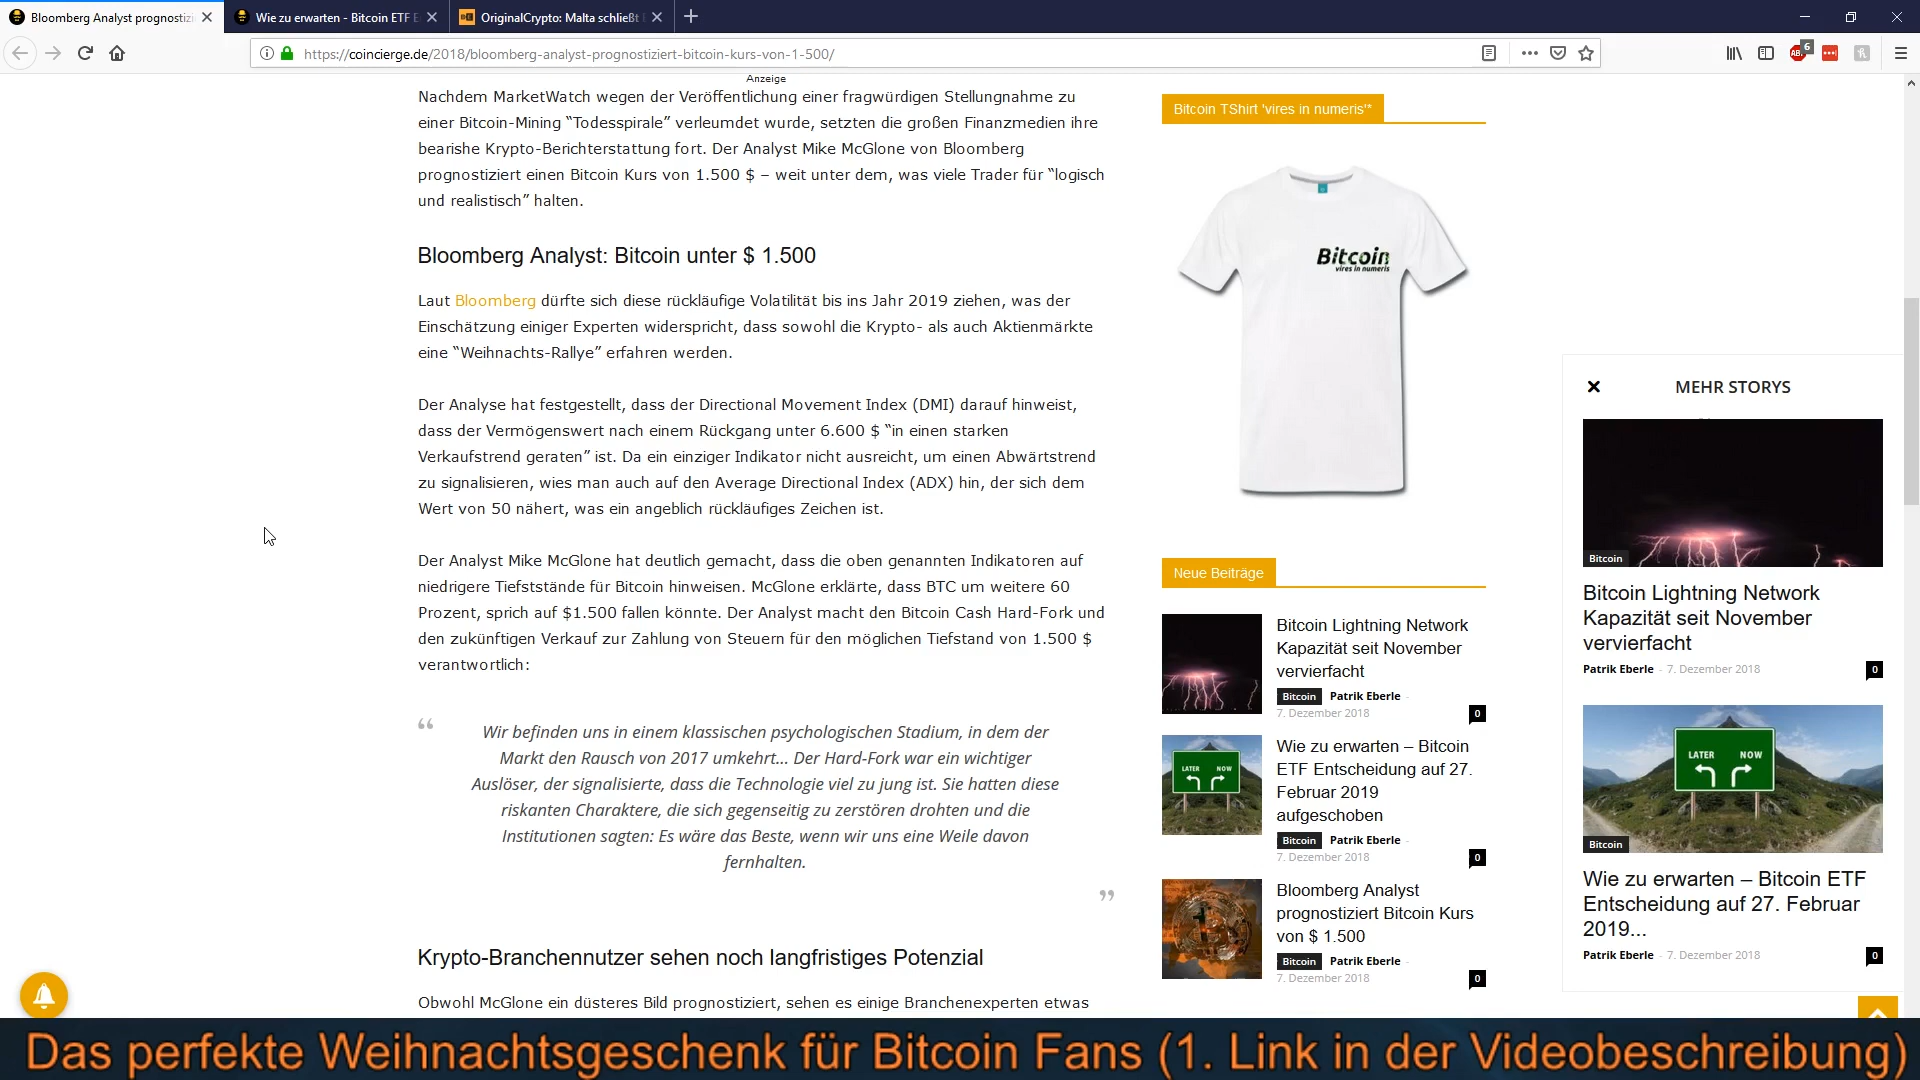 Bloomberg Analyst prognostizi
Wie zu erwarten - Bitcoin ETF E
OriginalCrypto: Malta schließt
https://coincierge.de/2018/bloomberg-analyst-prognostiziert-bitcoin-kurs-von-1-500/
6
Anzeige
Nachdem MarketWatch wegen der Veröffentlichung einer fragwürdigen Stellungnahme zu
einer Bitcoin-Mining “Todesspirale” verleumdet wurde, setzten die großen Finanzmedien ihre
bearishe Krypto-Berichterstattung fort. Der Analyst Mike McGlone von Bloomberg
prognostiziert einen Bitcoin Kurs von 1.500 $ – weit unter dem, was viele Trader für “logisch
und realistisch” halten.
Bloomberg Analyst: Bitcoin unter $ 1.500
Laut Bloomberg dürfte sich diese rückläufige Volatilität bis ins Jahr 2019 ziehen, was der
Einschätzung einiger Experten widerspricht, dass sowohl die Krypto- als auch Aktienmärkte
eine “Weihnachts-Rallye” erfahren werden.
Der Analyse hat festgestellt, dass der Directional Movement Index (DMI) darauf hinweist,
dass der Vermögenswert nach einem Rückgang unter 6.600 $ “in einen starken
Verkaufstrend geraten” ist. Da ein einziger Indikator nicht ausreicht, um einen Abwärtstrend
zu signalisieren, wies man auch auf den Average Directional Index (ADX) hin, der sich dem
Wert von 50 nähert, was ein angeblich rückläufiges Zeichen ist.
Der Analyst Mike McGlone hat deutlich gemacht, dass die oben genannten Indikatoren auf
niedrigere Tiefststände für Bitcoin hinweisen. McGlone erklärte, dass BTC um weitere 60
Prozent, sprich auf $1.500 fallen könnte. Der Analyst macht den Bitcoin Cash Hard-Fork und
den zukünftigen Verkauf zur Zahlung von Steuern für den möglichen Tiefstand von 1.500 $
verantwortlich:
“
Wir befinden uns in einem klassischen psychologischen Stadium, in dem der
Markt den Rausch von 2017 umkehrt... Der Hard-Fork war ein wichtiger
Auslöser, der signalisierte, dass die Technologie viel zu jung ist. Sie hatten diese
riskanten Charaktere, die sich gegenseitig zu zerstören drohten und die
Institutionen sagten: Es wäre das Beste, wenn wir uns eine Weile davon
fernhalten.
”
Krypto-Branchennutzer sehen noch langfristiges Potenzial
Obwohl McGlone ein düsteres Bild prognostiziert, sehen es einige Branchenexperten etwas
Bitcoin TShirt 'vires in numeris'*
Bitcoin
vires in numeris
Neue Beiträge
Bitcoin Lightning Network
Kapazität seit November
vervierfacht
Bitcoin Patrik Eberle -
7. Dezember 2018
0
LATER NOW
Wie zu erwarten – Bitcoin
ETF Entscheidung auf 27.
Februar 2019
aufgeschoben
Bitcoin Patrik Eberle -
7. Dezember 2018
0
Bloomberg Analyst
prognostiziert Bitcoin Kurs
von $ 1.500
Bitcoin Patrik Eberle -
7. Dezember 2018
0
MEHR STORYS
Bitcoin
Bitcoin Lightning Network
Kapazität seit November
vervierfacht
Patrik Eberle - 7. Dezember 2018
0
LATER NOW
Bitcoin
Wie zu erwarten – Bitcoin ETF
Entscheidung auf 27. Februar
2019...
Patrik Eberle - 7. Dezember 2018
0
Das perfekte Weihnachtsgeschenk für Bitcoin Fans (1. Link in der Videobeschreibung)